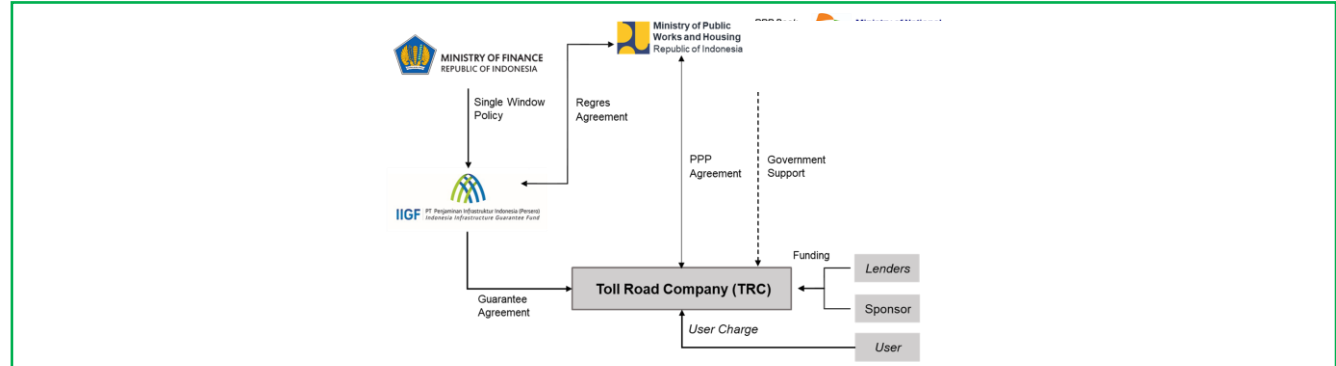 Ministry of Public
Works and Housing
Republic of Indonesia
MINISTRY OF FINANCE
REPUBLIC OF INDONESIA
Single Window
Policy
Regres
Agreement
PPP
Agreement
Government
Support
IIGF PT Penjaminan Infrastruktur Indonesia (Persero)
Indonesia Infrastructure Guarantee Fund
Funding
Lenders
Toll Road Company (TRC)
Sponsor
Guarantee
Agreement
User Charge
User